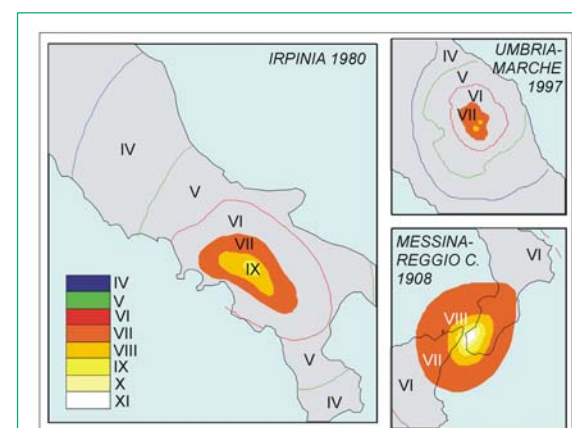 IRPINIA 1980
IV
V
VI
VII
IX
V
IV
IV
V
VI
VII
VIII
IX
X
XI
UMBRIA-
MARCHE
1997
IV
V
VI
VII
MESSINA-
REGGIO C.
1908
VI
VIII
VII
VI